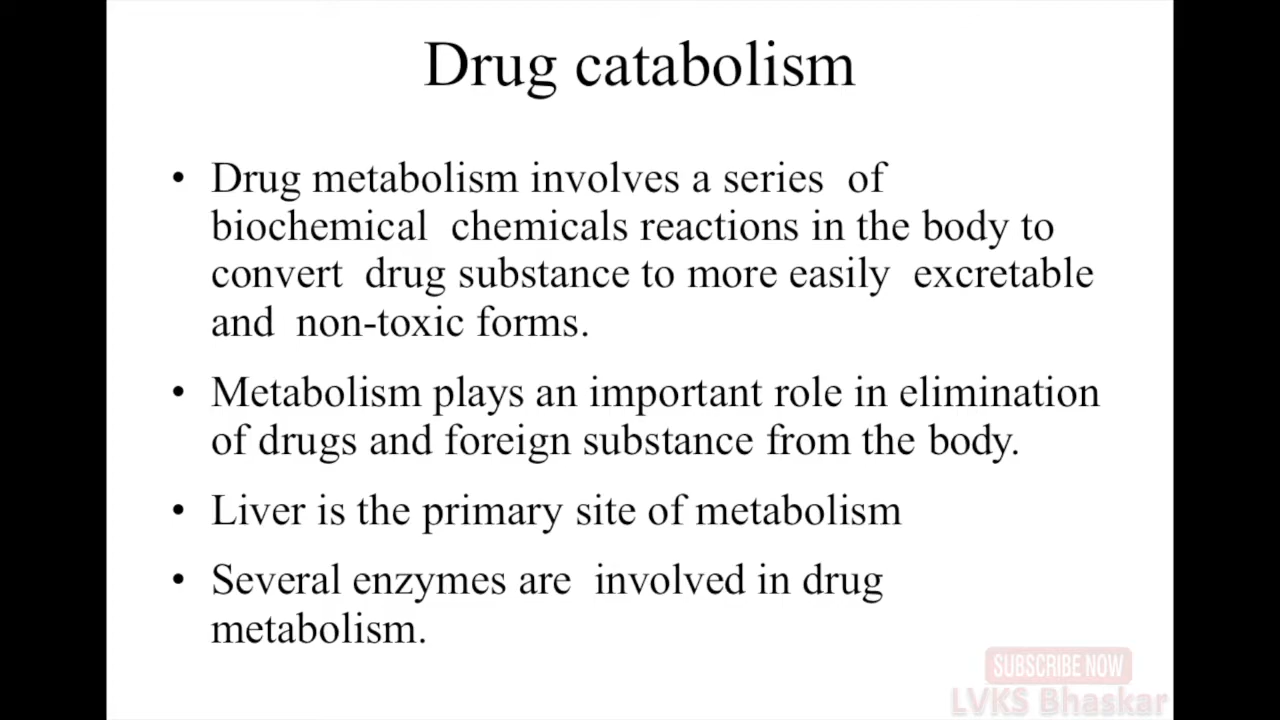 Drug catabolism
• Drug metabolism involves a series of
biochemical chemicals reactions in the body to
convert drug substance to more easily excretable
and non-toxic forms.
• Metabolism plays an important role in elimination
of drugs and foreign substance from the body.
• Liver is the primary site of metabolism
• Several enzymes are involved in drug
metabolism.
SUBSCRIBE NOW
LVKS Bhaskar